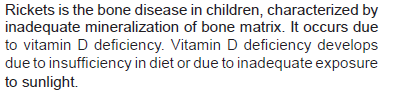 Rickets is the bone disease in children, characterized by
inadequate mineralization of bone matrix. It occurs due
to vitamin D deficiency. Vitamin D deficiency develops
due to insufficiency in diet or due to inadequate exposure
to sunlight.